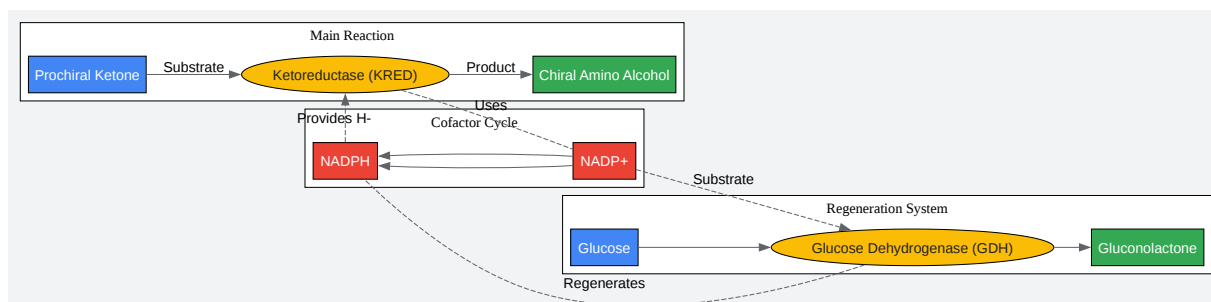 Main Reaction
Prochiral Ketone
Substrate
Ketoreductase (KRED)
Product
Chiral Amino Alcohol
Uses
Provides H-
Cofactor Cycle
NADPH
NADP+
Substrate
Regeneration System
Glucose
Glucose Dehydrogenase (GDH)
Gluconolactone
Regenerates